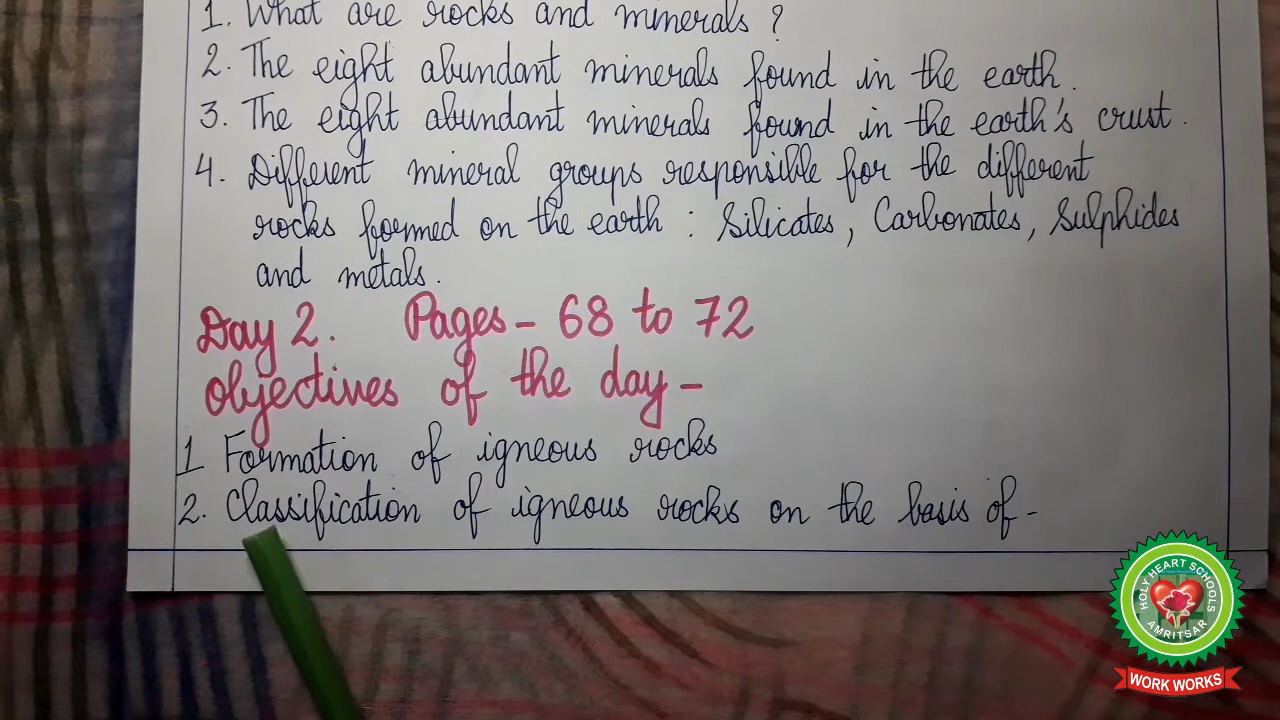 1. What are rocks and minerals ?
2. The eight abundant minerals found in the earth.
3. The eight abundant minerals found in the earth's crust.
4. Different mineral groups responsible for the different
rocks formed on the earth : Silicates, Carbonates, Sulphides
and metals.
Day 2. Pages - 68 to 72
Objectives of the day -
1 Formation of igneous rocks
2. Classification of igneous rocks on the basis of -
HOLY HEART SCHOOLS
AMRITSAR
WORK WORKS